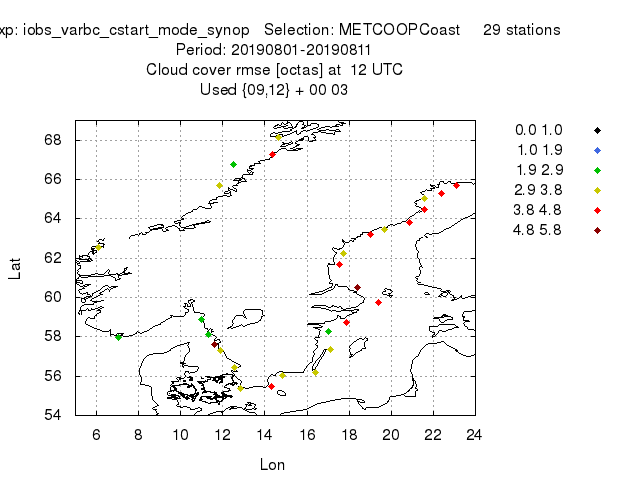 xp: iobs_varbc_cstart_mode_synop Selection: METCOOPCoast 29 stations
Period: 20190801-20190811
Cloud cover rmse [octas] at 12 UTC
Used {09,12} + 00 03
68
66
64
62
60
58
56
54
Lat
6 8 10 12 14 16 18 20 22 24
Lon
0.0 1.0
1.0 1.9
1.9 2.9
2.9 3.8
3.8 4.8
4.8 5.8